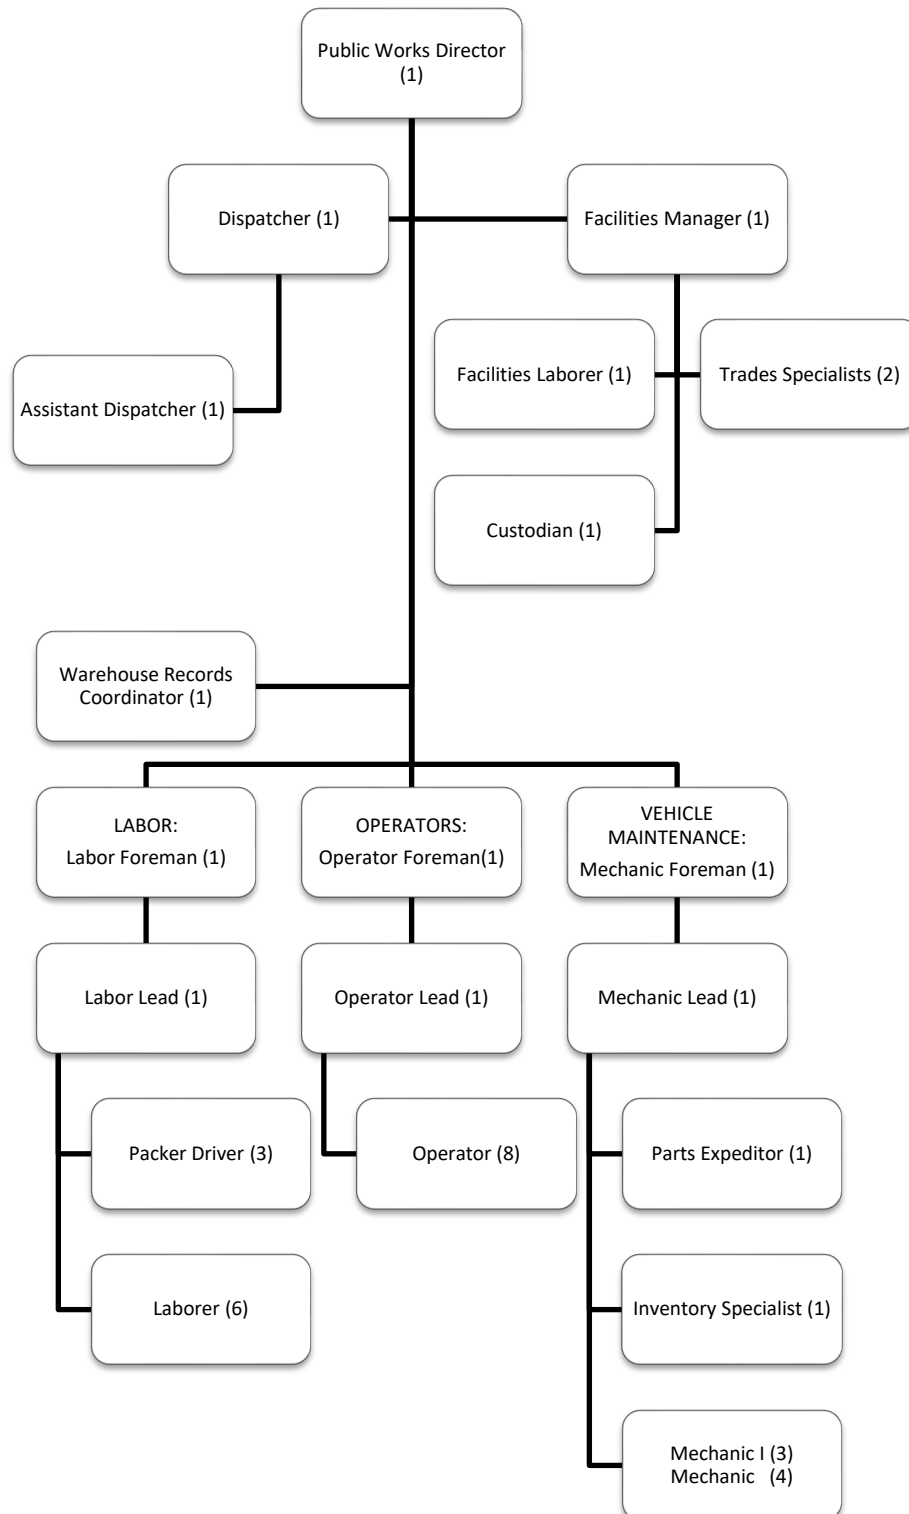 Public Works Director
(1)
Dispatcher (1)
Facilities Manager (1)
Facilities Laborer (1)
Trades Specialists (2)
Assistant Dispatcher (1)
Custodian (1)
Warehouse Records
Coordinator (1)
LABOR:
Labor Foreman (1)
OPERATORS:
Operator Foreman(1)
VEHICLE
MAINTENANCE:
Mechanic Foreman (1)
Labor Lead (1)
Operator Lead (1)
Mechanic Lead (1)
Packer Driver (3)
Operator (8)
Parts Expeditor (1)
Laborer (6)
Inventory Specialist (1)
Mechanic I (3)
Mechanic   (4)